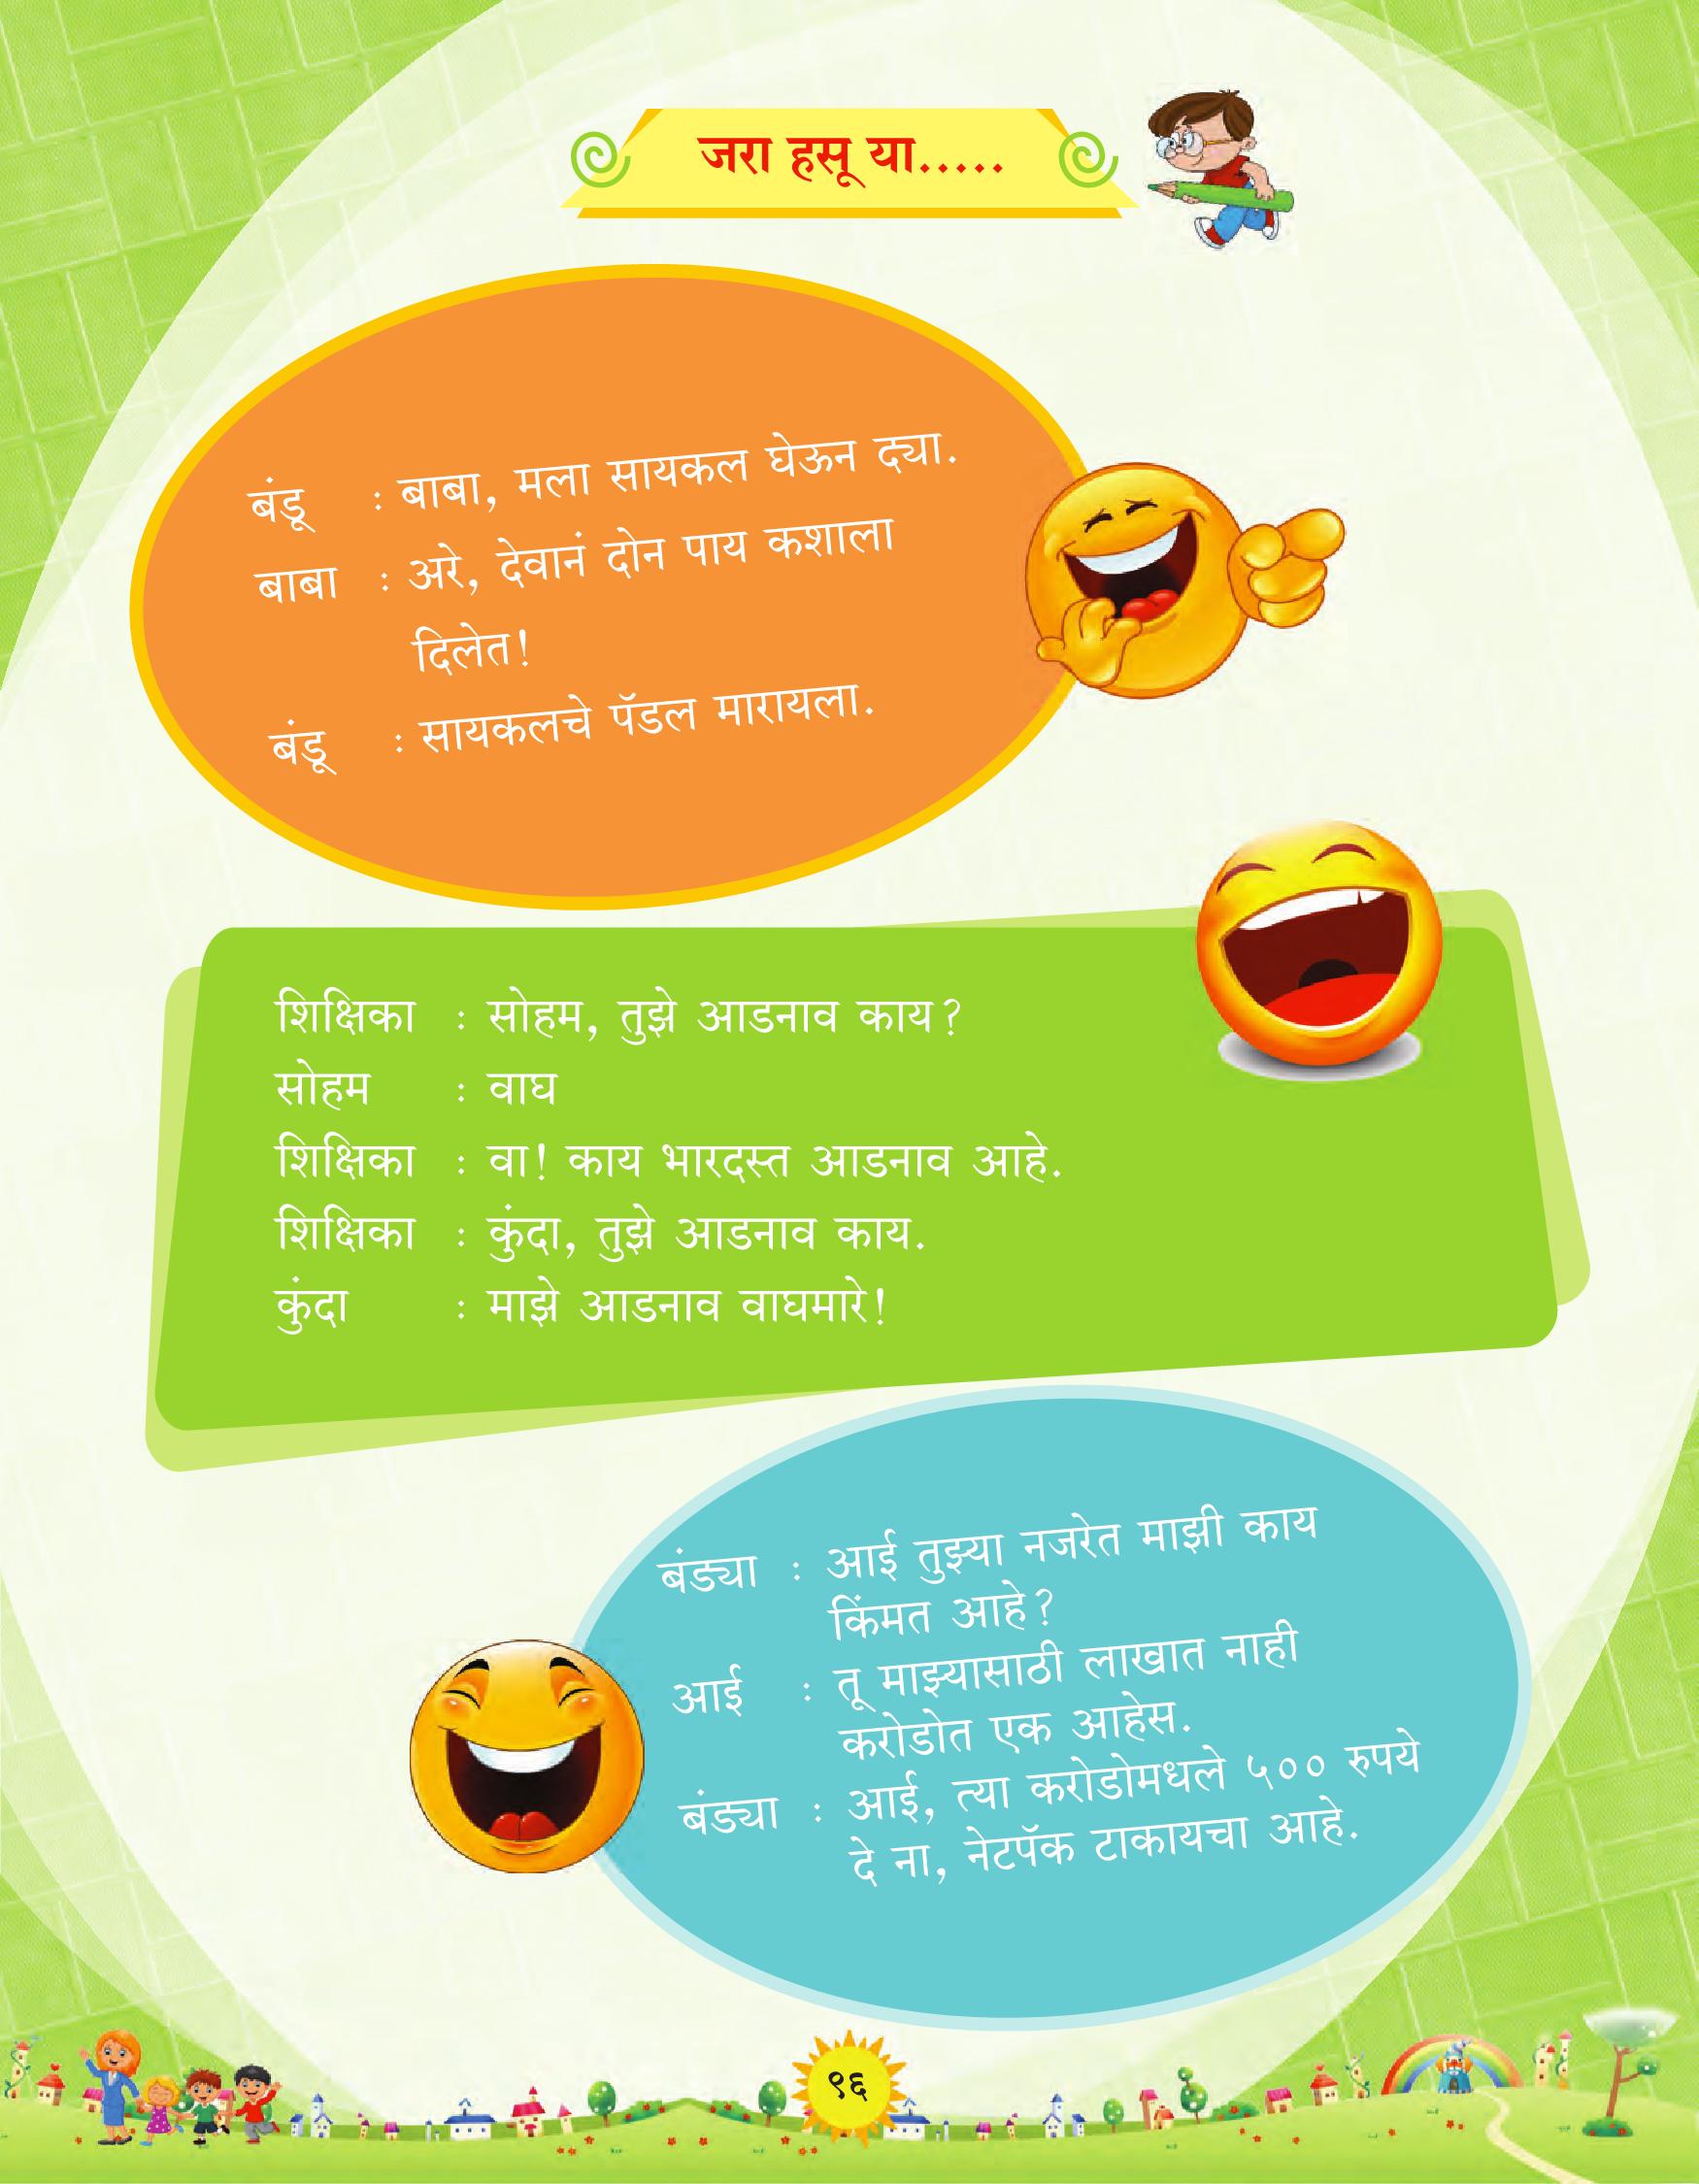 जरा हसू या.....
बंडू : बाबा, मला सायकल घेऊन द्या.
बाबा : अरे, देवानं दोन पाय कशाला
दिलेत!
बंडू : सायकलचे पॅडल मारायला.
शिक्षिका : सोहम, तुझे आडनाव काय?
सोहम : वाघ
शिक्षिका : वा! काय भारदस्त आडनाव आहे.
शिक्षिका : कुंदा, तुझे आडनाव काय.
कुंदा : माझे आडनाव वाघमारे!
बंड्या : आई तुझ्या नजरेत माझी काय
किंमत आहे?
आई : तू माझ्यासाठी लाखात नाही
करोडोत एक आहेस.
बंड्या : आई, त्या करोडोमधले ५०० रुपये
दे ना, नेटपॅक टाकायचा आहे.
९६